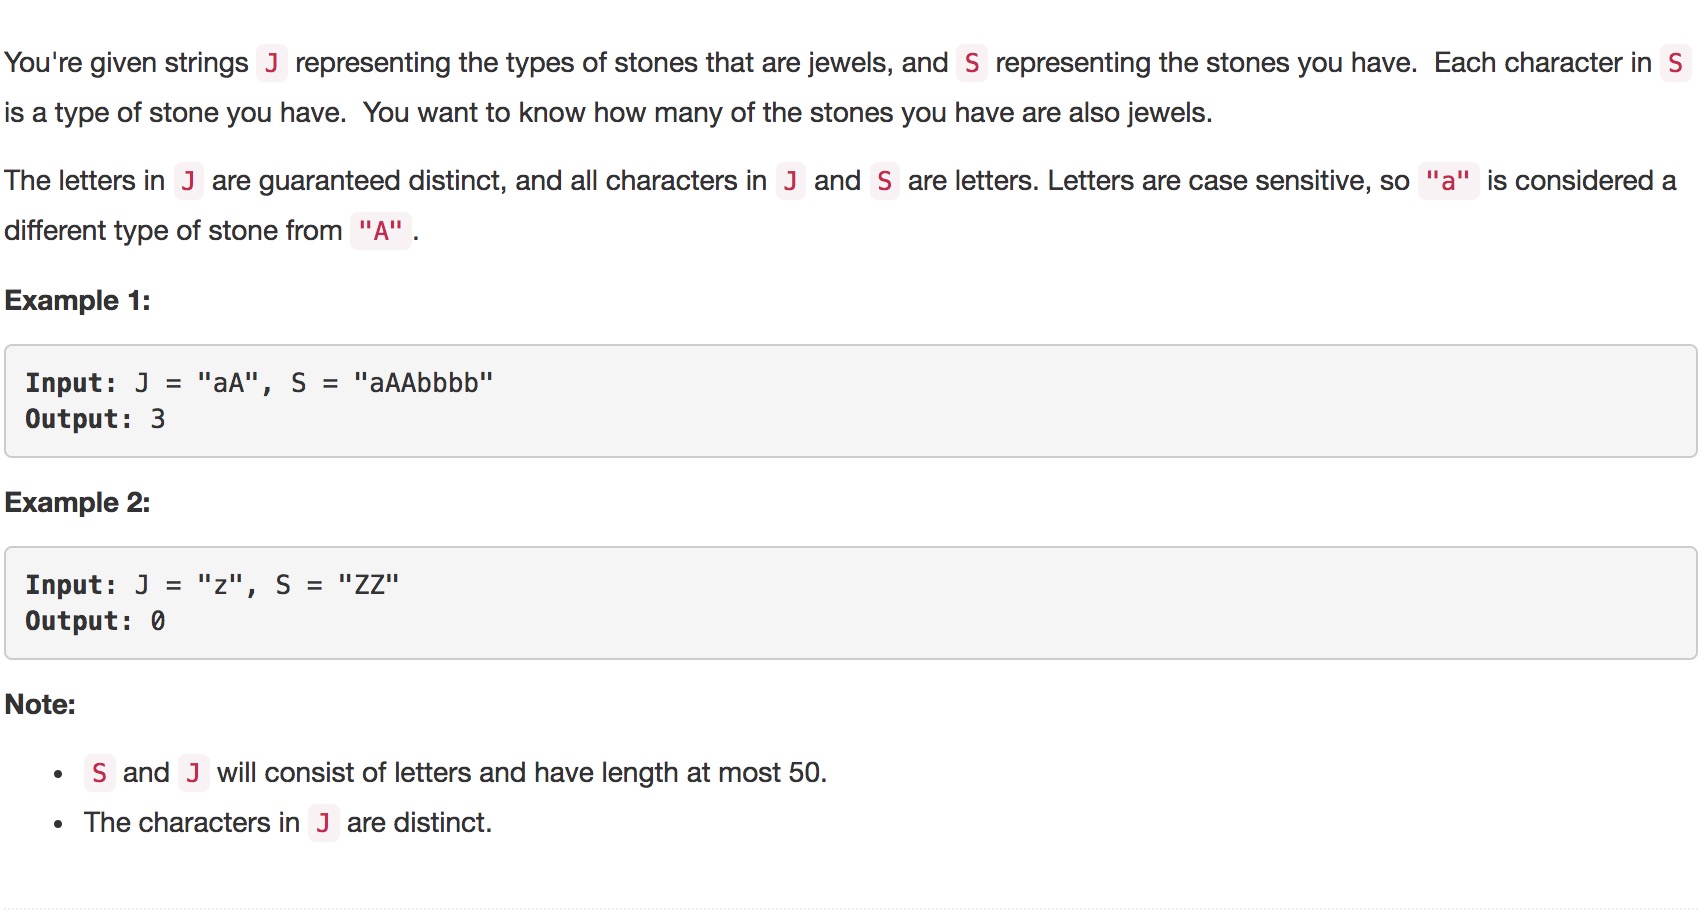 You're given strings J representing the types of stones that are jewels, and S representing the stones you have.  Each character in S
is a type of stone you have.  You want to know how many of the stones you have are also jewels.
The letters in J are guaranteed distinct, and all characters in J and S are letters. Letters are case sensitive, so "a" is considered a
different type of stone from "A".
Example 1:
Input: J = "aA", S = "aAAbbbb"
Output: 3
Example 2:
Input: J = "z", S = "ZZ"
Output: 0
Note:
• S and J will consist of letters and have length at most 50.
• The characters in J are distinct.